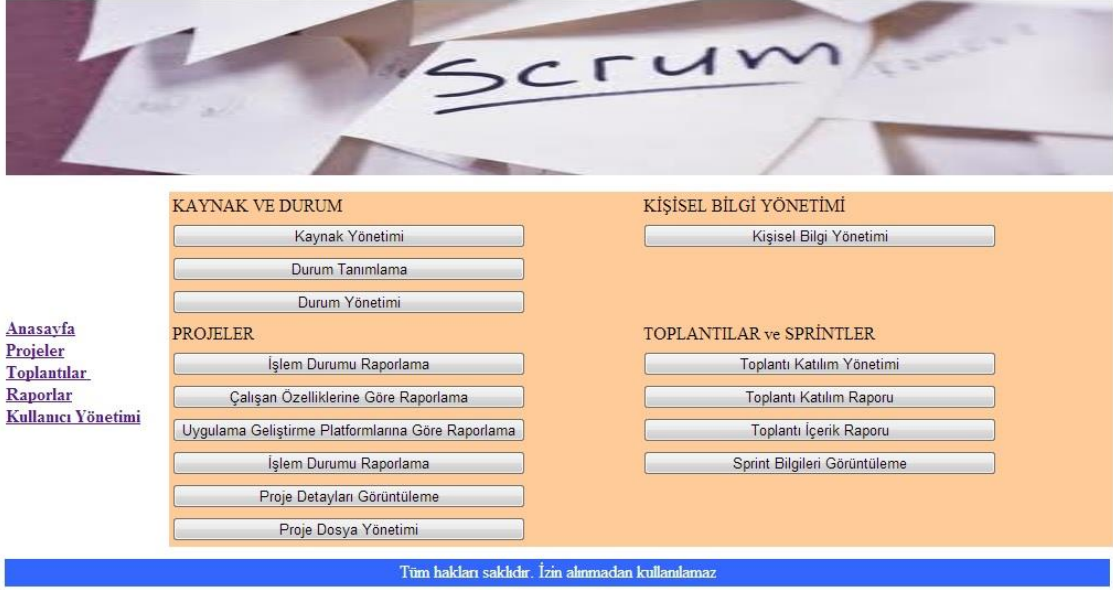 Scrum
Anasayfa
Projeler
Toplantılar
Raporlar
Kullanıcı Yönetimi
KAYNAK VE DURUM
Kaynak Yönetimi
Durum Tanımlama
Durum Yönetimi
KİŞİSEL BİLGİ YÖNETİMİ
Kişisel Bilgi Yönetimi
PROJELER
İşlem Durumu Raporlama
Çalışan Özelliklerine Göre Raporlama
Uygulama Geliştirme Platformlarına Göre Raporlama
İşlem Durumu Raporlama
Proje Detayları Görüntüleme
Proje Dosya Yönetimi
TOPLANTILAR ve SPRİNTLER
Toplantı Katılım Yönetimi
Toplantı Katılım Raporu
Toplantı İçerik Raporu
Sprint Bilgileri Görüntüleme
Tüm hakları saklıdır. İzin alınmadan kullanılamaz